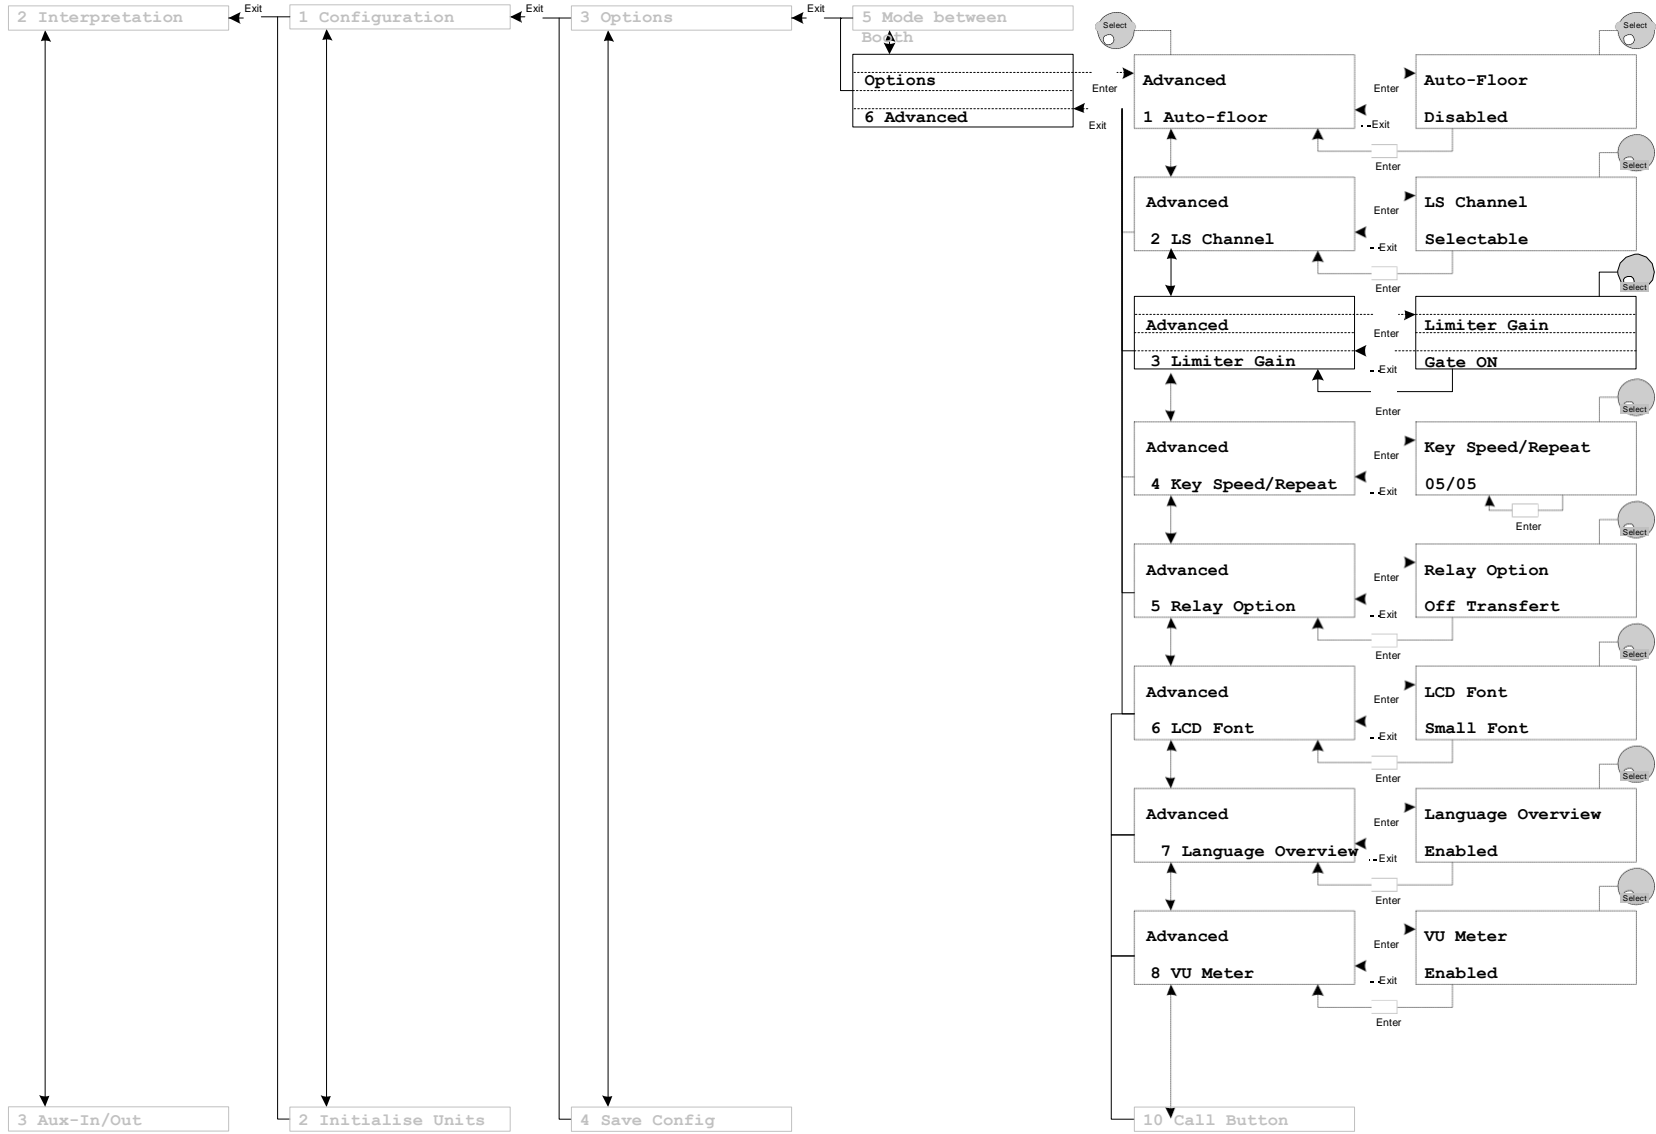 2 Interpretation
Exit
1 Configuration
Exit
3 Options
Exit
5 Mode between
Booth
Options
6 Advanced
Enter
Exit
Select
Advanced
1 Auto-floor
Enter
Exit
Enter
Select
Auto-Floor
Disabled
Advanced
2 LS Channel
Enter
Exit
Enter
Select
LS Channel
Selectable
Advanced
3 Limiter Gain
Enter
Exit
Enter
Select
Limiter Gain
Gate ON
Advanced
4 Key Speed/Repeat
Enter
Exit
Select
Key Speed/Repeat
05/05
Enter
Advanced
5 Relay Option
Enter
Exit
Enter
Select
Relay Option
Off Transfert
Advanced
6 LCD Font
Enter
Exit
Enter
Select
LCD Font
Small Font
Advanced
7 Language Overview
Enter
Exit
Enter
Select
Language Overview
Enabled
Advanced
8 VU Meter
Enter
Exit
Enter
Select
VU Meter
Enabled
3 Aux-In/Out
2 Initialise Units
4 Save Config
10 Call Button